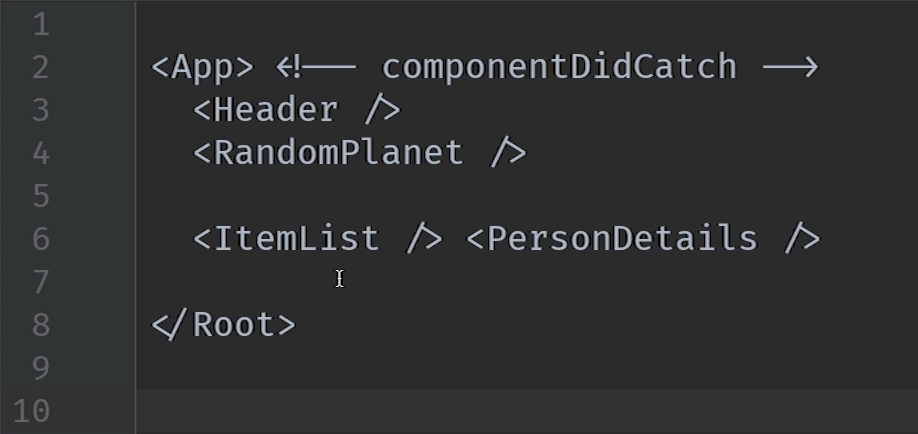 1
2 <App> <!-- componentDidCatch -->
3 <Header />
4 <RandomPlanet />
5
6 <ItemList /> <PersonDetails />
7
8 </Root>
9
10